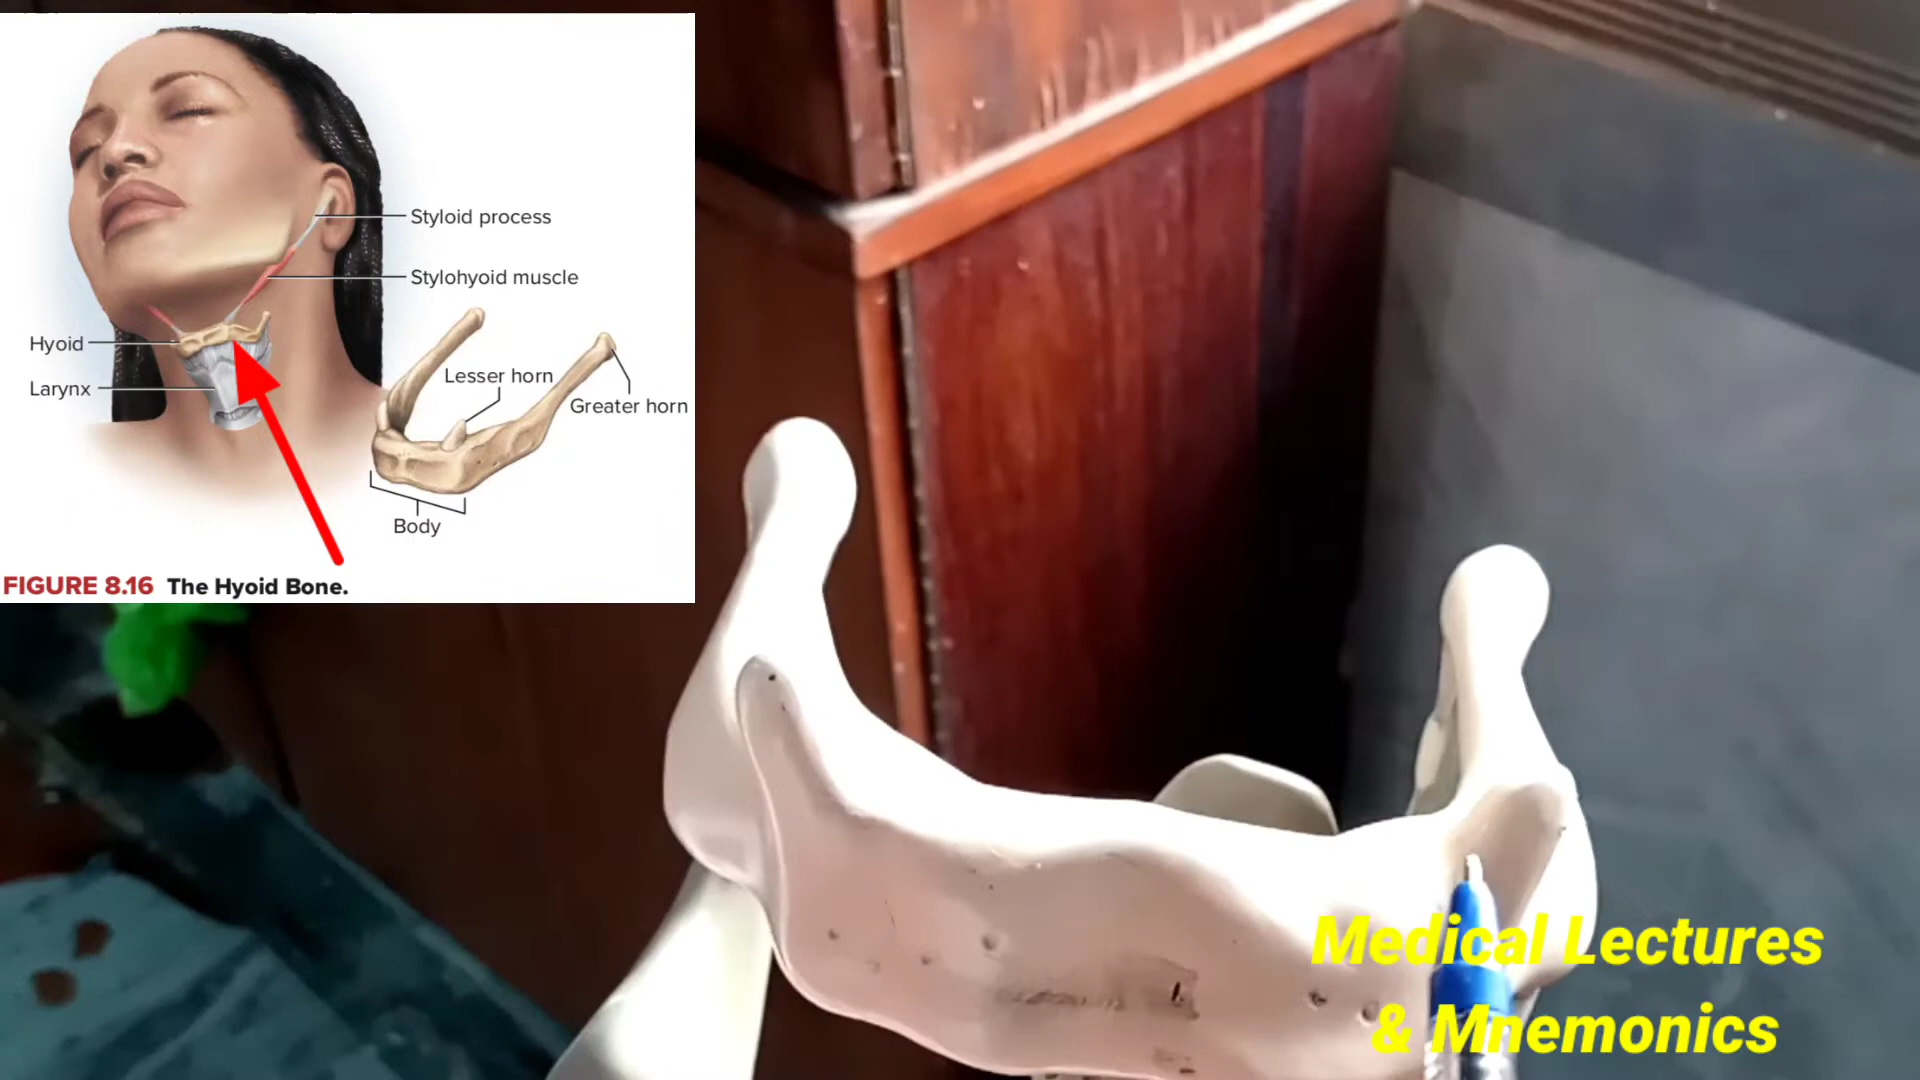 Styloid process
Stylohyoid muscle
Hyoid
Larynx
Lesser horn
Greater horn
Body
FIGURE 8.16 The Hyoid Bone.
Medical Lectures
& Mnemonics